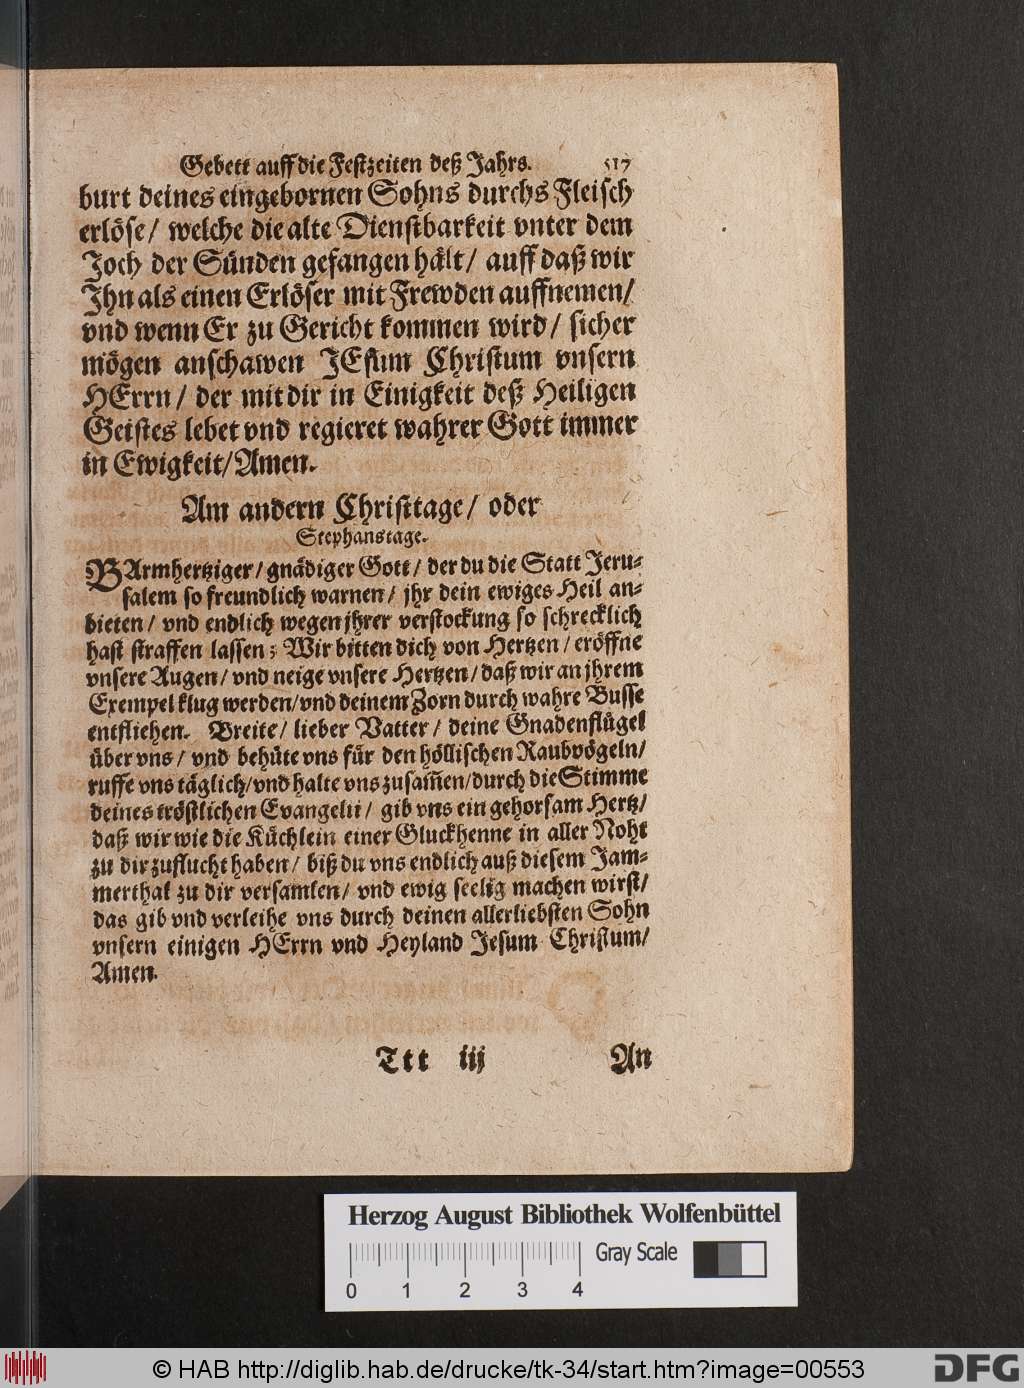 Gebett auff die Festzeiten deß Jahrs. 517
burt deines eingebornen Sohns durchs Fleisch
erlöse/ welche die alte Dienstbarkeit vnter dem
Joch der Sünden gefangen hält/ auff daß wir
Jhn als einen Erlöser mit Frewden auffnemen/
vnd wenn Er zu Gericht kommen wird/ sicher
mögen anschawen JEsum Christum vnsern
HErrn/ der mit dir in Einigkeit deß Heiligen
Geistes lebet vnd regieret wahrer Gott immer
in Ewigkeit/Amen.
Am andern Christtage/ oder
Stephanstage.
BArmhertziger/ gnädiger Gott/ der du die Statt Jeru-
salem so freundlich warnen/ jhr dein ewiges Heil an-
bieten/ vnd endlich wegen jhrer verstockung so schrecklich
hast straffen lassen; Wir bitten dich von Hertzen/ eröffne
vnsere Augen/ vnd neige vnsere Hertzen/ daß wir an jhrem
Exempel klug werden/vnd deinem Zorn durch wahre Busse
entfliehen. Breite/ lieber Vatter/ deine Gnadenflügel
über vns/ vnd behüte vns für den höllischen Raubvögeln/
ruffe vns täglich/vnd halte vns zusam̃en/durch die Stimme
deines tröstlichen Evangelii/ gib vns ein gehorsam Hertz/
daß wir wie die Küchlein einer Gluckhenne in aller Noht
zu dir zuflucht haben/ biß du vns endlich auß diesem Jam-
merthal zu dir versamlen/ vnd ewig seelig machen wirst/
das gib vnd verleihe vns durch deinen allerliebsten Sohn
vnsern einigen HErrn vnd Heyland Jesum Christum/
Amen.
Ttt iij An
Herzog August Bibliothek Wolfenbüttel
Gray Scale
0 1 2 3 4
© HAB http://diglib.hab.de/drucke/tk-34/start.htm?image=00553
DFG